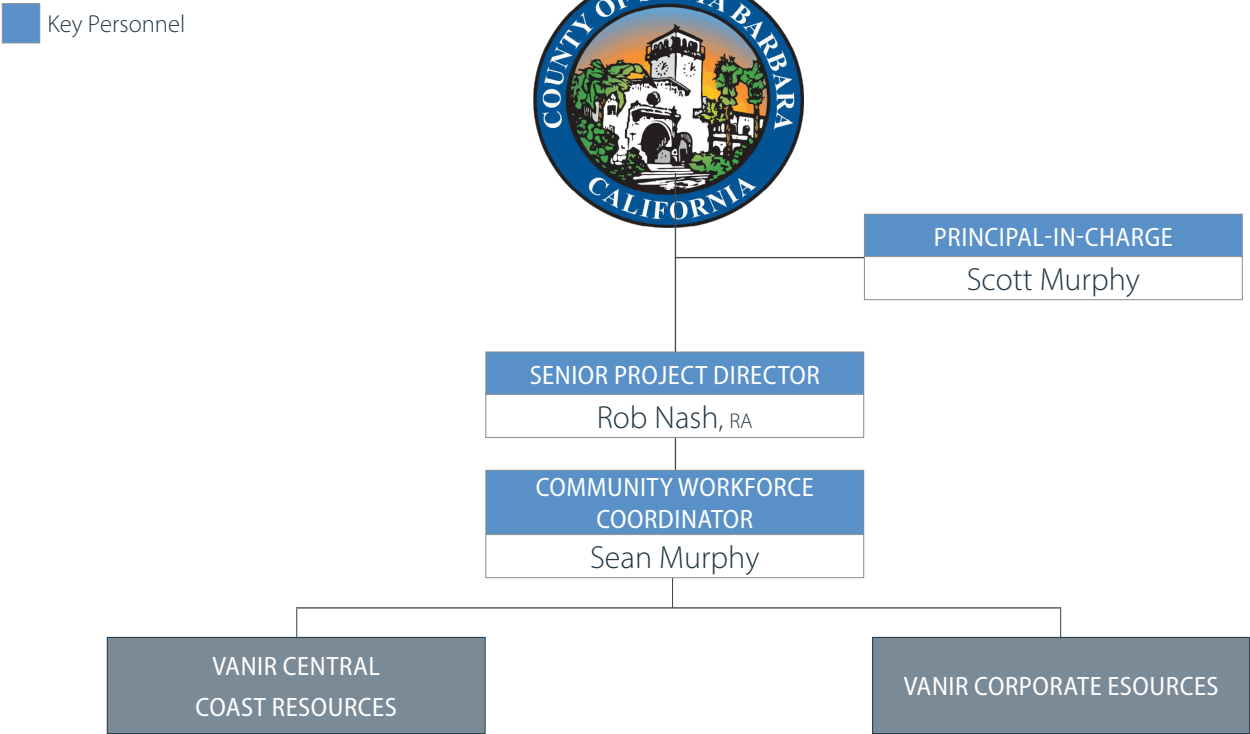 Key Personnel
COUNTY OF BARBARA
CALIFORNIA
PRINCIPAL-IN-CHARGE
Scott Murphy
SENIOR PROJECT DIRECTOR
Rob Nash, RA
COMMUNITY WORKFORCE
COORDINATOR
Sean Murphy
VANIR CENTRAL
COAST RESOURCES
VANIR CORPORATE ESOURCES